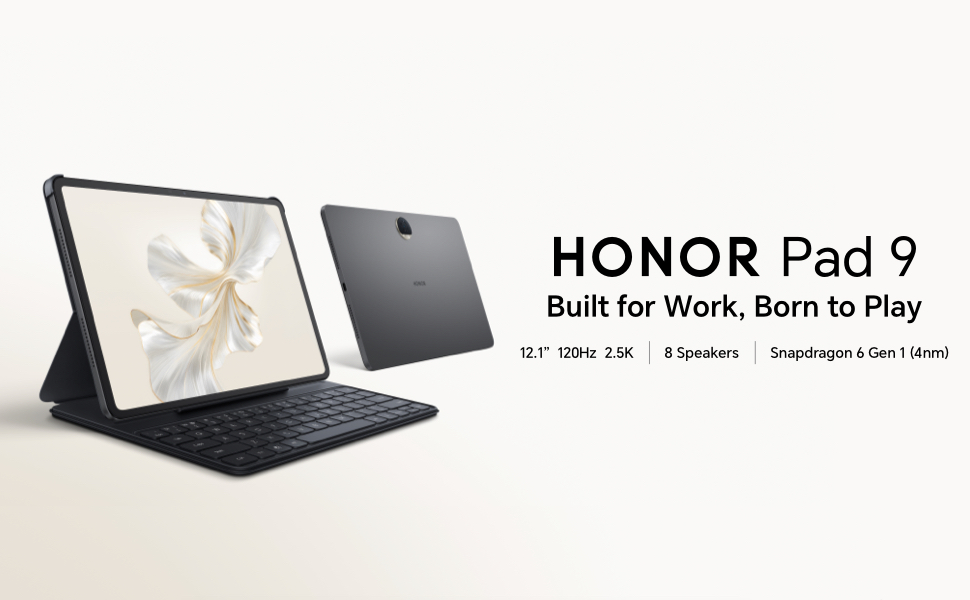 HONOR Pad 9
Built for Work, Born to Play
12.1” 120Hz 2.5K | 8 Speakers | Snapdragon 6 Gen 1 (4nm)
HONOR